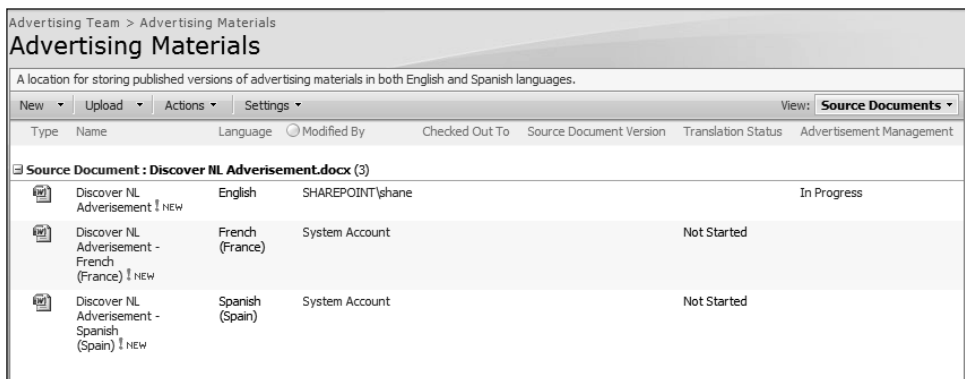 Advertising Team > Advertising Materials
Advertising Materials
A location for storing published versions of advertising materials in both English and Spanish languages.
New Upload Actions Settings View: Source Documents
Type Name Language Modified By Checked Out To Source Document Version Translation Status Advertisement Management
Source Document : Discover NL Adverisement.docx (3)
Discover NL English SHAREPOINT\shane In Progress
Adverisement ! NEW
Discover NL French System Account Not Started
Adverisement - (France)
French
(France) ! NEW
Discover NL Spanish System Account Not Started
Adverisement - (Spain)
Spanish
(Spain) ! NEW